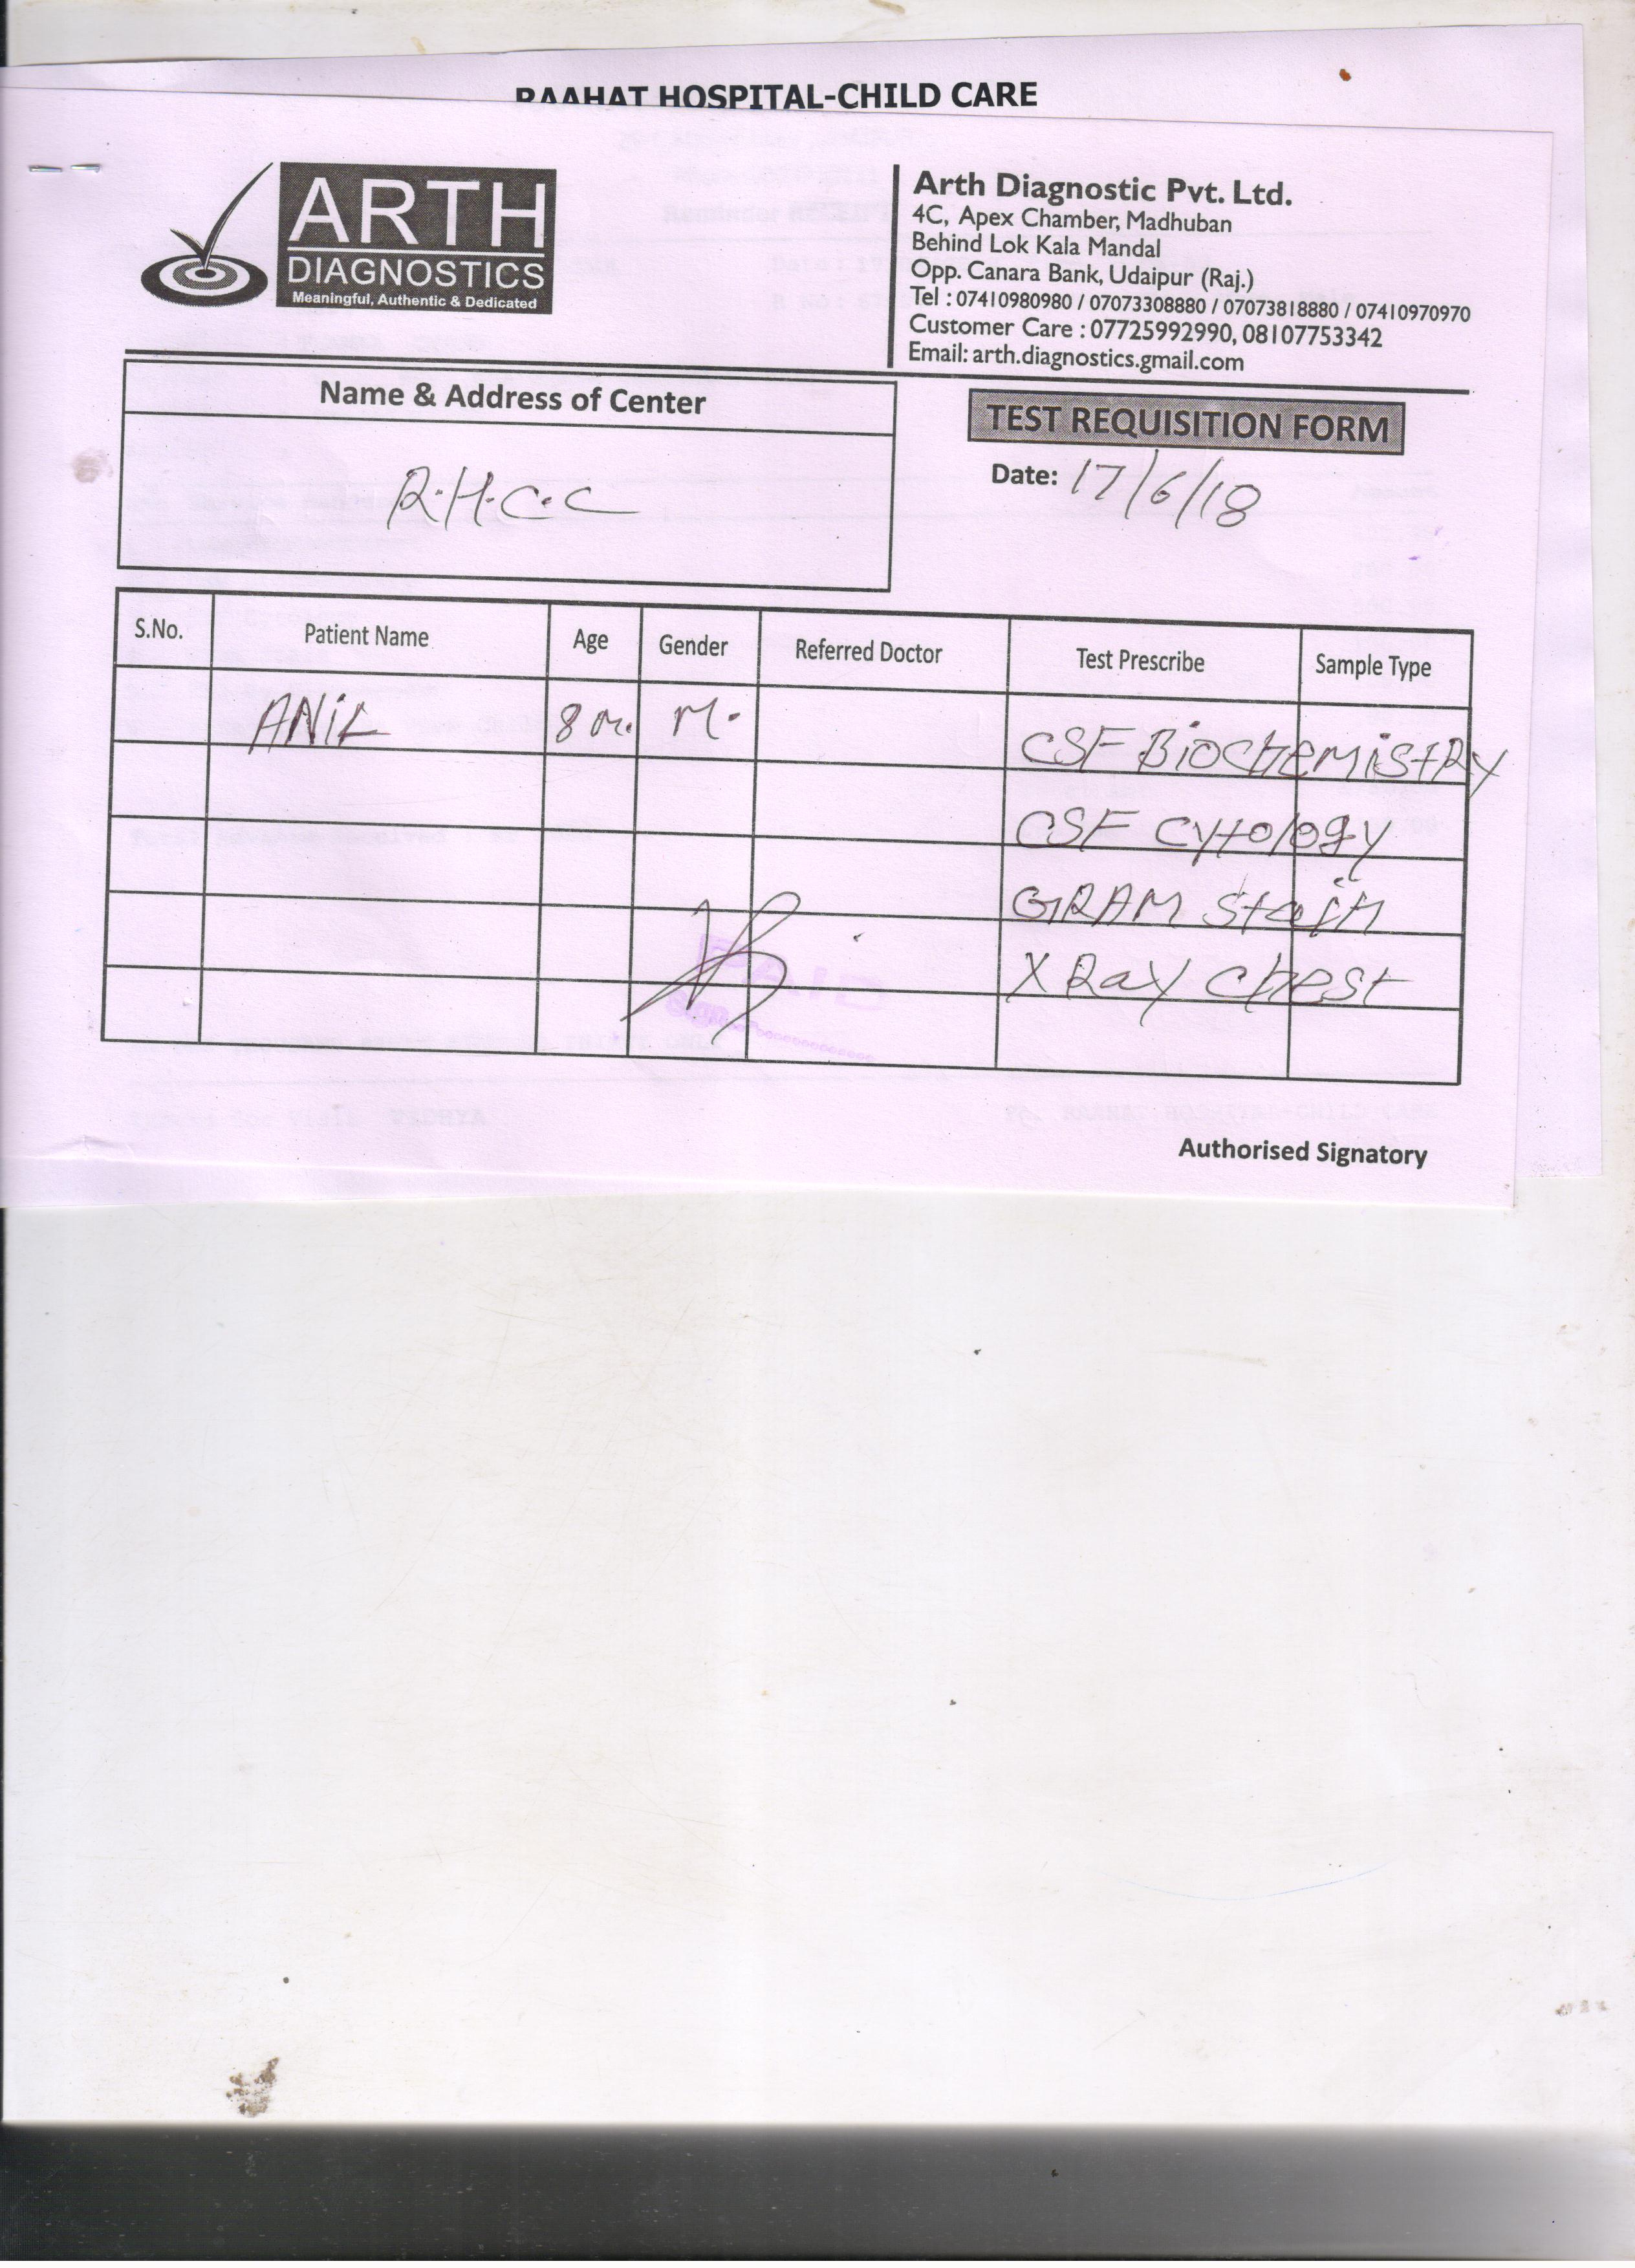 RAAHAT HOSPITAL-CHILD CARE
ARTH
DIAGNOSTICS
Meaningful, Authentic & Dedicated
Arth Diagnostic Pvt. Ltd.
4C, Apex Chamber, Madhuban
Behind Lok Kala Mandal
Opp. Canara Bank, Udaipur (Raj.)
Tel : 07410980980 / 07073308880 / 07073818880 / 07410970970
Customer Care : 07725992990, 08107753342
Email: arth.diagnostics.gmail.com
Name & Address of Center
R.H.C.C
TEST REQUISITION FORM
Date: 17/6/18
S.No. Patient Name Age Gender Referred Doctor Test Prescribe Sample Type
ANIL 8 M. M. CSF BiochemistRy
CSF Cytology
GRAM Stain
X Ray Chest
PAID
Sign
Authorised Signatory